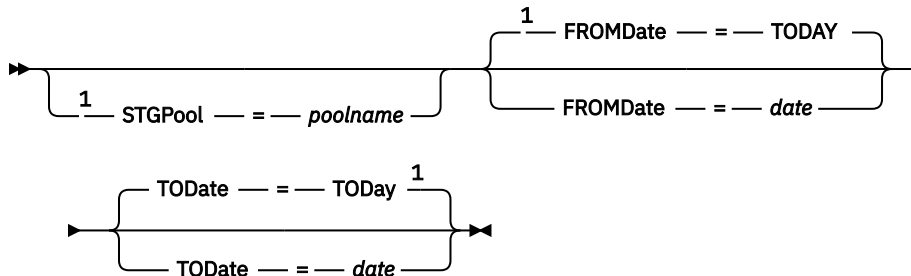 1 FROMDate = TODAY
1 STGPool = poolname
FROMDate = date
TODate = TODay 1
TODate = date